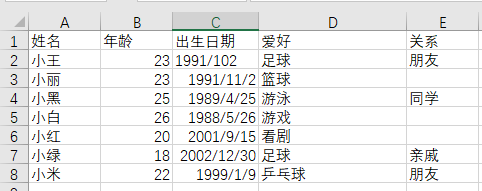 A B C D E
1 姓名 年龄 出生日期 爱好 关系
2 小王 23 1991/102 足球 朋友
3 小丽 23 1991/11/2 篮球
4 小黑 25 1989/4/25 游泳 同学
5 小白 26 1988/5/26 游戏
6 小红 20 2001/9/15 看剧
7 小绿 18 2002/12/30 足球 亲戚
8 小米 22 1999/1/9 乒乓球 朋友